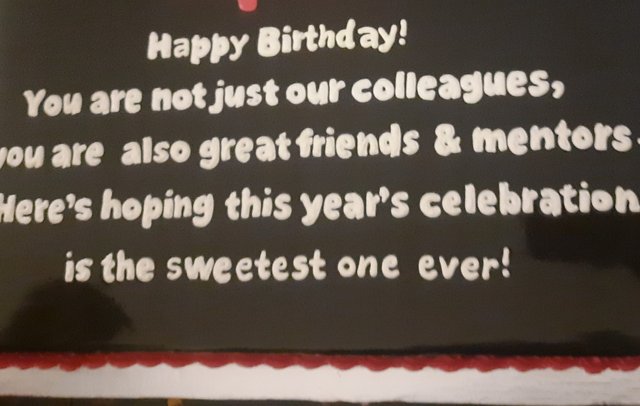 Happy Birthday!
You are not just our colleagues,
you are also great friends & mentors.
Here's hoping this year's celebration
is the sweetest one ever!